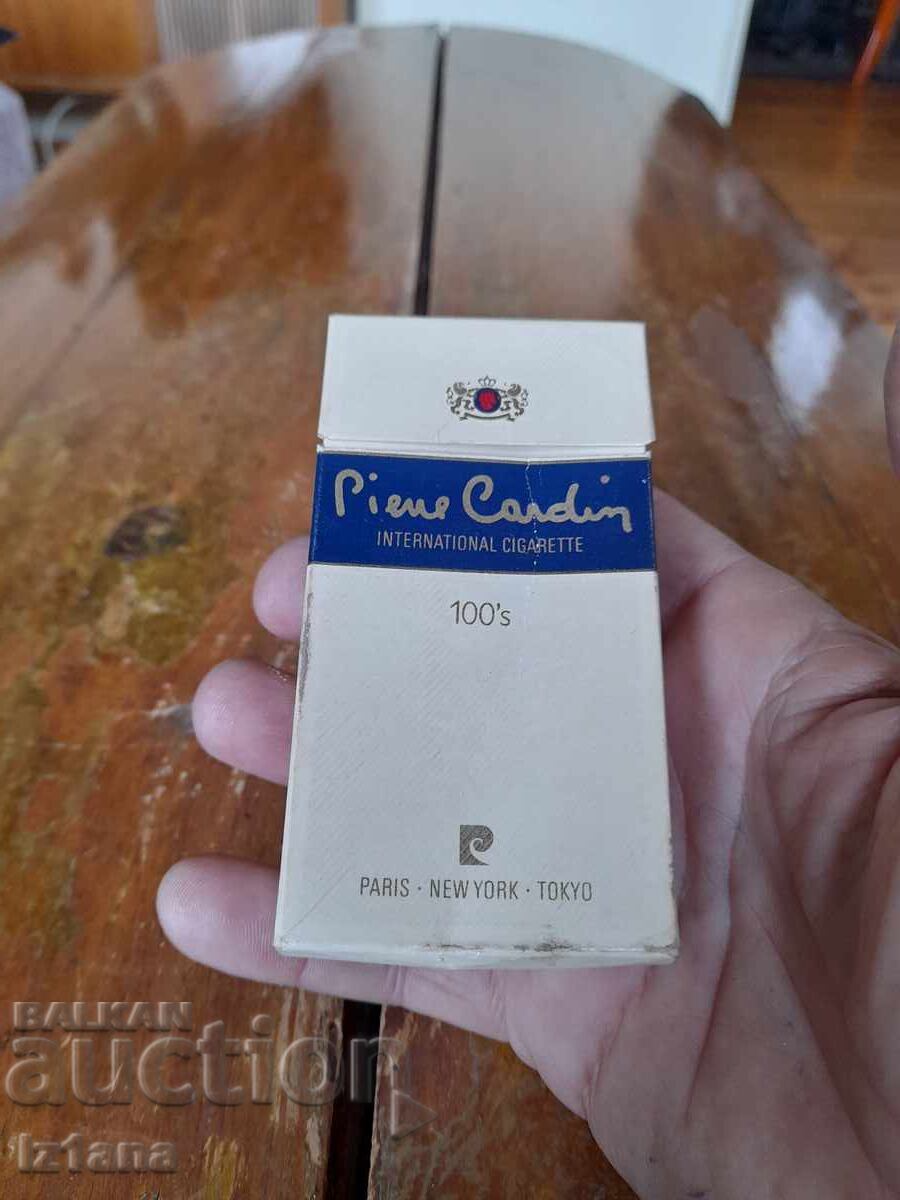 Pierre Cardin
INTERNATIONAL CIGARETTE
100's
PARIS · NEW YORK · TOKYO
BALKAN
auction
Iz1ana